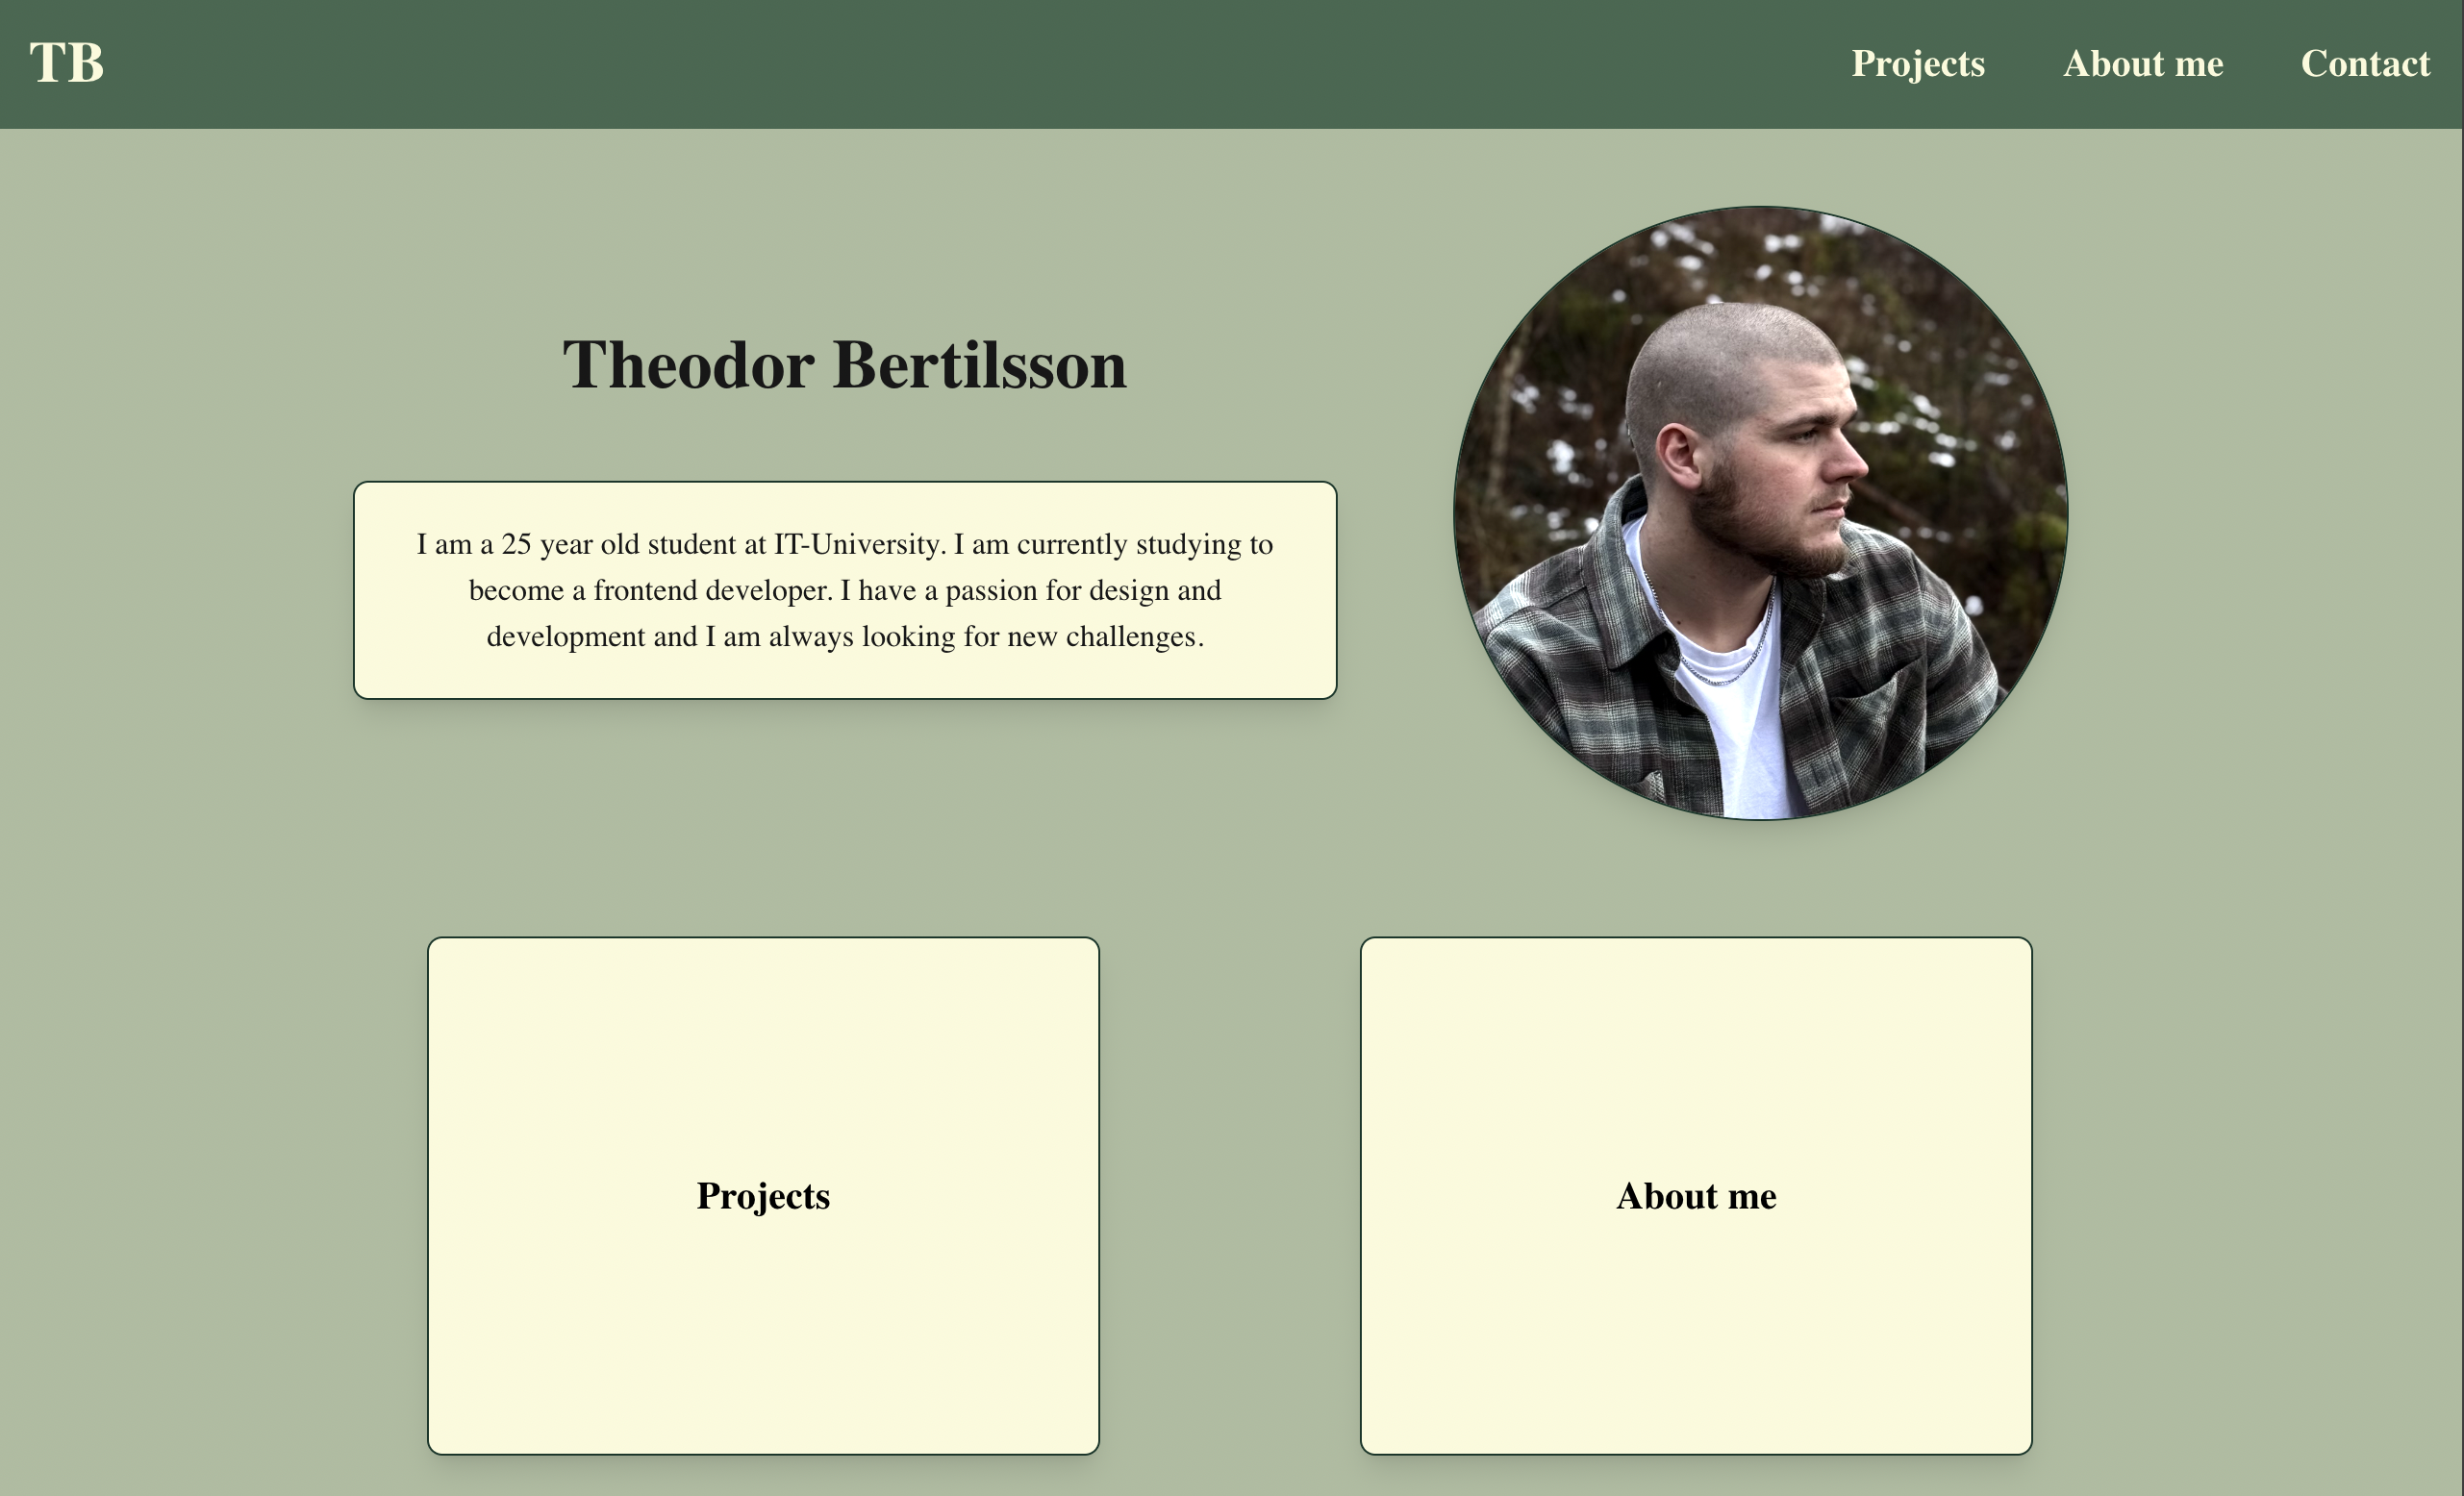 TB
Projects
About me
Contact
Theodor Bertilsson
I am a 25 year old student at IT-University. I am currently studying to
become a frontend developer. I have a passion for design and
development and I am always looking for new challenges.
Projects
About me